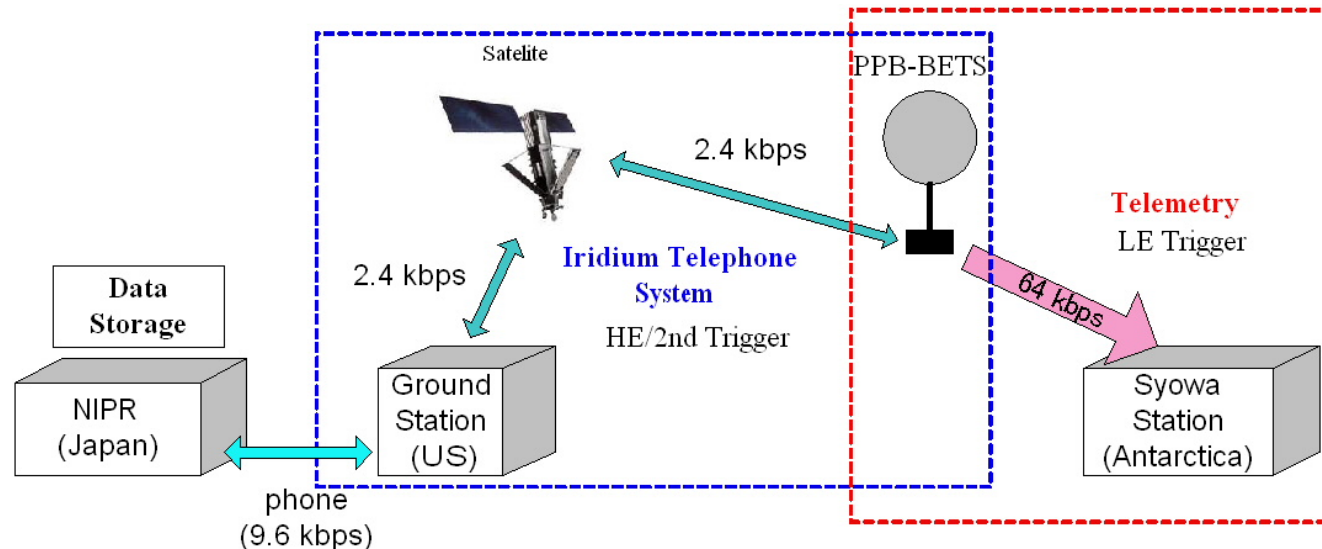 Satelite
PPB-BETS
2.4 kbps
Telemetry
LE Trigger
2.4 kbps
Iridium Telephone
System
HE/2nd Trigger
64 kbps
Data
Storage
NIPR
(Japan)
Ground
Station
(US)
Syowa
Station
(Antarctica)
phone
(9.6 kbps)